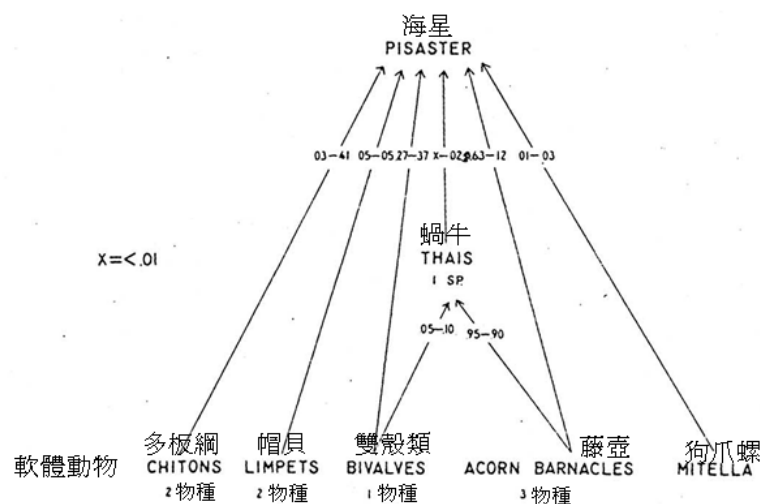 海星
PISASTER
03-41 05-05 .27-37 X-02 .63-12 01-03
蝸牛
THAIS
1 SP.
X=<.01
05-.10 .95-90
軟體動物 多板綱 帽貝 雙殼類 藤壺 狗爪螺
CHITONS LIMPETS BIVALVES ACORN BARNACLES MITELLA
2 物種 2 物種 1 物種 3 物種